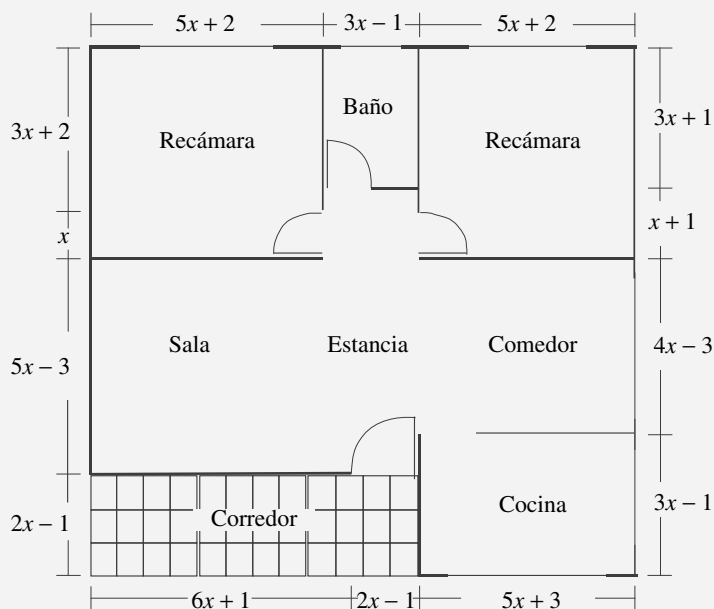 5x + 2 3x − 1 5x + 2
Baño
3x + 2 Recámara Recámara 3x + 1
x x + 1
Sala Estancia Comedor 4x − 3
5x − 3
Cocina 3x − 1
2x − 1 Corredor
6x + 1 2x − 1 5x + 3